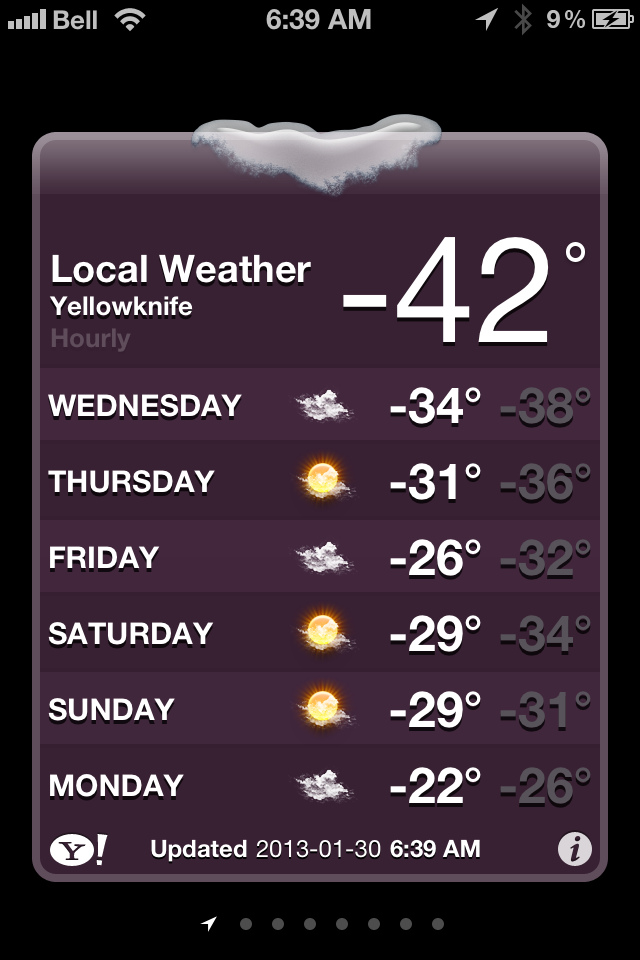 Bell 6:39 AM 9%
Local Weather -42°
Yellowknife
Hourly
WEDNESDAY -34° -38°
THURSDAY -31° -36°
FRIDAY -26° -32°
SATURDAY -29° -34°
SUNDAY -29° -31°
MONDAY -22° -26°
Y! Updated 2013-01-30 6:39 AM i